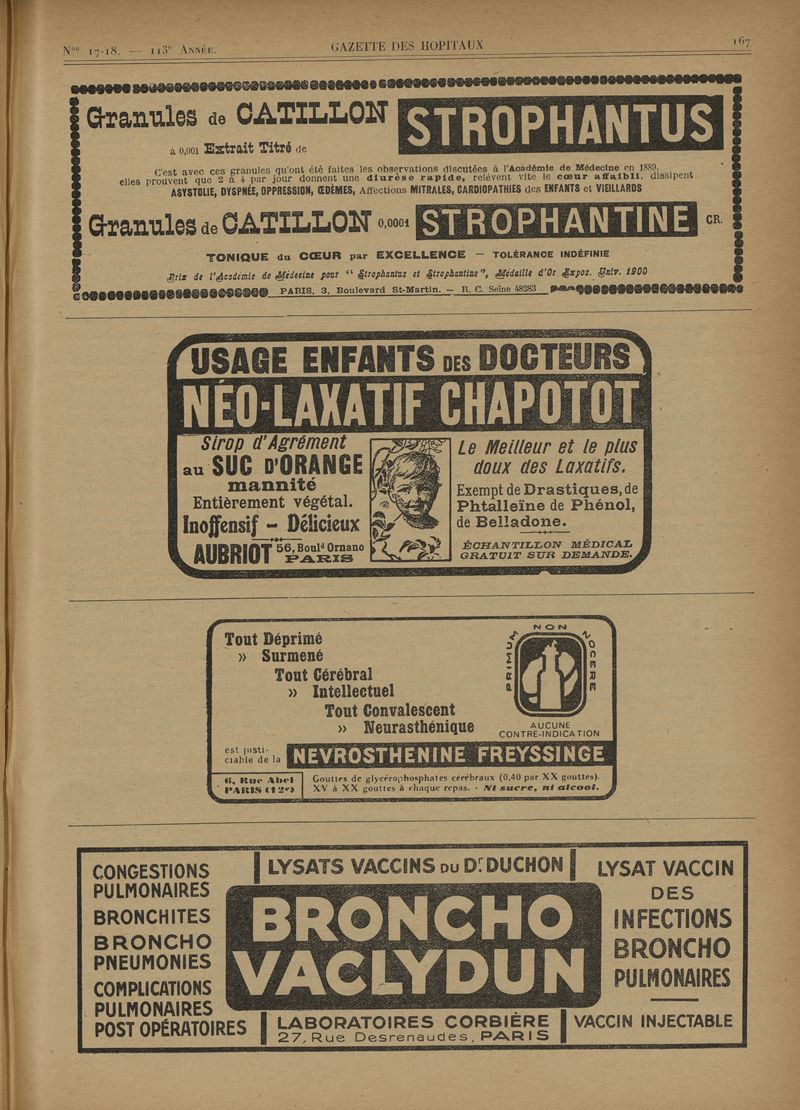 Nos 17-18. — 113e Année.
GAZETTE DES HOPITAUX
167
Granules de CATILLON
à 0,001 Extrait Titré de
STROPHANTUS
C'est avec ces granules qu'ont été faites les observations discutées à l'Académie de Médecine en 1889.
elles prouvent que 2 à 4 par jour donnent une diurèse rapide, relèvent vite le cœur affaibli, dissipent
ASYSTOLIE, DYSPNÉE, OPPRESSION, ŒDÈMES, Affections MITRALES, CARDIOPATHIES des ENFANTS et VIEILLARDS
Granules de CATILLON 0,0001 STROPHANTINE CR.
TONIQUE du CŒUR par EXCELLENCE — TOLÉRANCE INDÉFINIE
Prix de l'Académie de Médecine pour “ Strophantus et Strophantine”, Médaille d'Or Expos. Univ. 1900
PARIS, 3, Boulevard St-Martin. — R. C. Seine 48283
USAGE ENFANTS DES DOCTEURS
NÉO-LAXATIF CHAPOTOT
Sirop d'Agrément
au SUC D'ORANGE
mannité
Entièrement végétal.
Inoffensif - Délicieux
AUBRIOT 56, Bould Ornano
PARIS
Le Meilleur et le plus
doux des Laxatifs.
Exempt de Drastiques, de
Phtalleïne de Phénol,
de Belladone.
ÉCHANTILLON MÉDICAL
GRATUIT SUR DEMANDE.
Tout Déprimé
» Surmené
Tout Cérébral
» Intellectuel
Tout Convalescent
» Neurasthénique
PRIMUM NON NOCERE
AUCUNE
CONTRE-INDICATION
est justi-
ciable de la
NEVROSTHENINE FREYSSINGE
6, Rue Abel
PARIS (12e)
Gouttes de glycérophosphates cérébraux (0.40 par XX gouttes).
XV à XX gouttes à chaque repas. - Ni sucre, ni alcool.
CONGESTIONS
PULMONAIRES
BRONCHITES
BRONCHO
PNEUMONIES
COMPLICATIONS
PULMONAIRES
POST OPÉRATOIRES
LYSATS VACCINS DU Dr DUCHON
BRONCHO
VACLYDUN
LABORATOIRES CORBIÈRE
27, Rue Desrenaudes, PARIS
LYSAT VACCIN
DES
INFECTIONS
BRONCHO
PULMONAIRES
VACCIN INJECTABLE